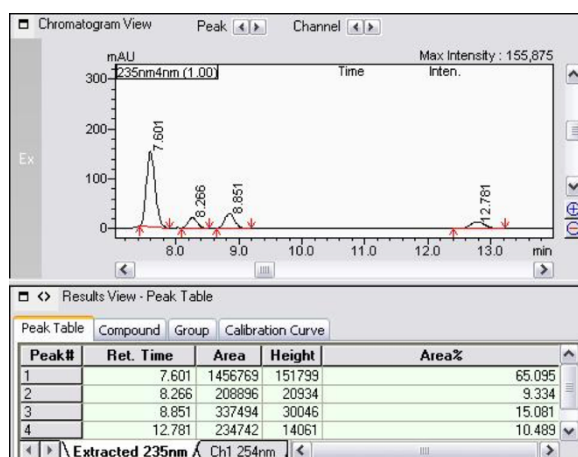 Chromatogram View Peak Channel
mAU Max Intensity : 155,875
235nm4nm (1.00) Time Inten.
300
200
100
0
Ex
7.601
8.266
8.851
12.781
8.0 9.0 10.0 11.0 12.0 13.0 min
Results View - Peak Table
Peak Table Compound Group Calibration Curve
Peak# Ret. Time Area Height Area%
1 7.601 1456769 151799 65.095
2 8.266 208896 20934 9.334
3 8.851 337494 30046 15.081
4 12.781 234742 14061 10.489
Extracted 235nm Ch1 254nm